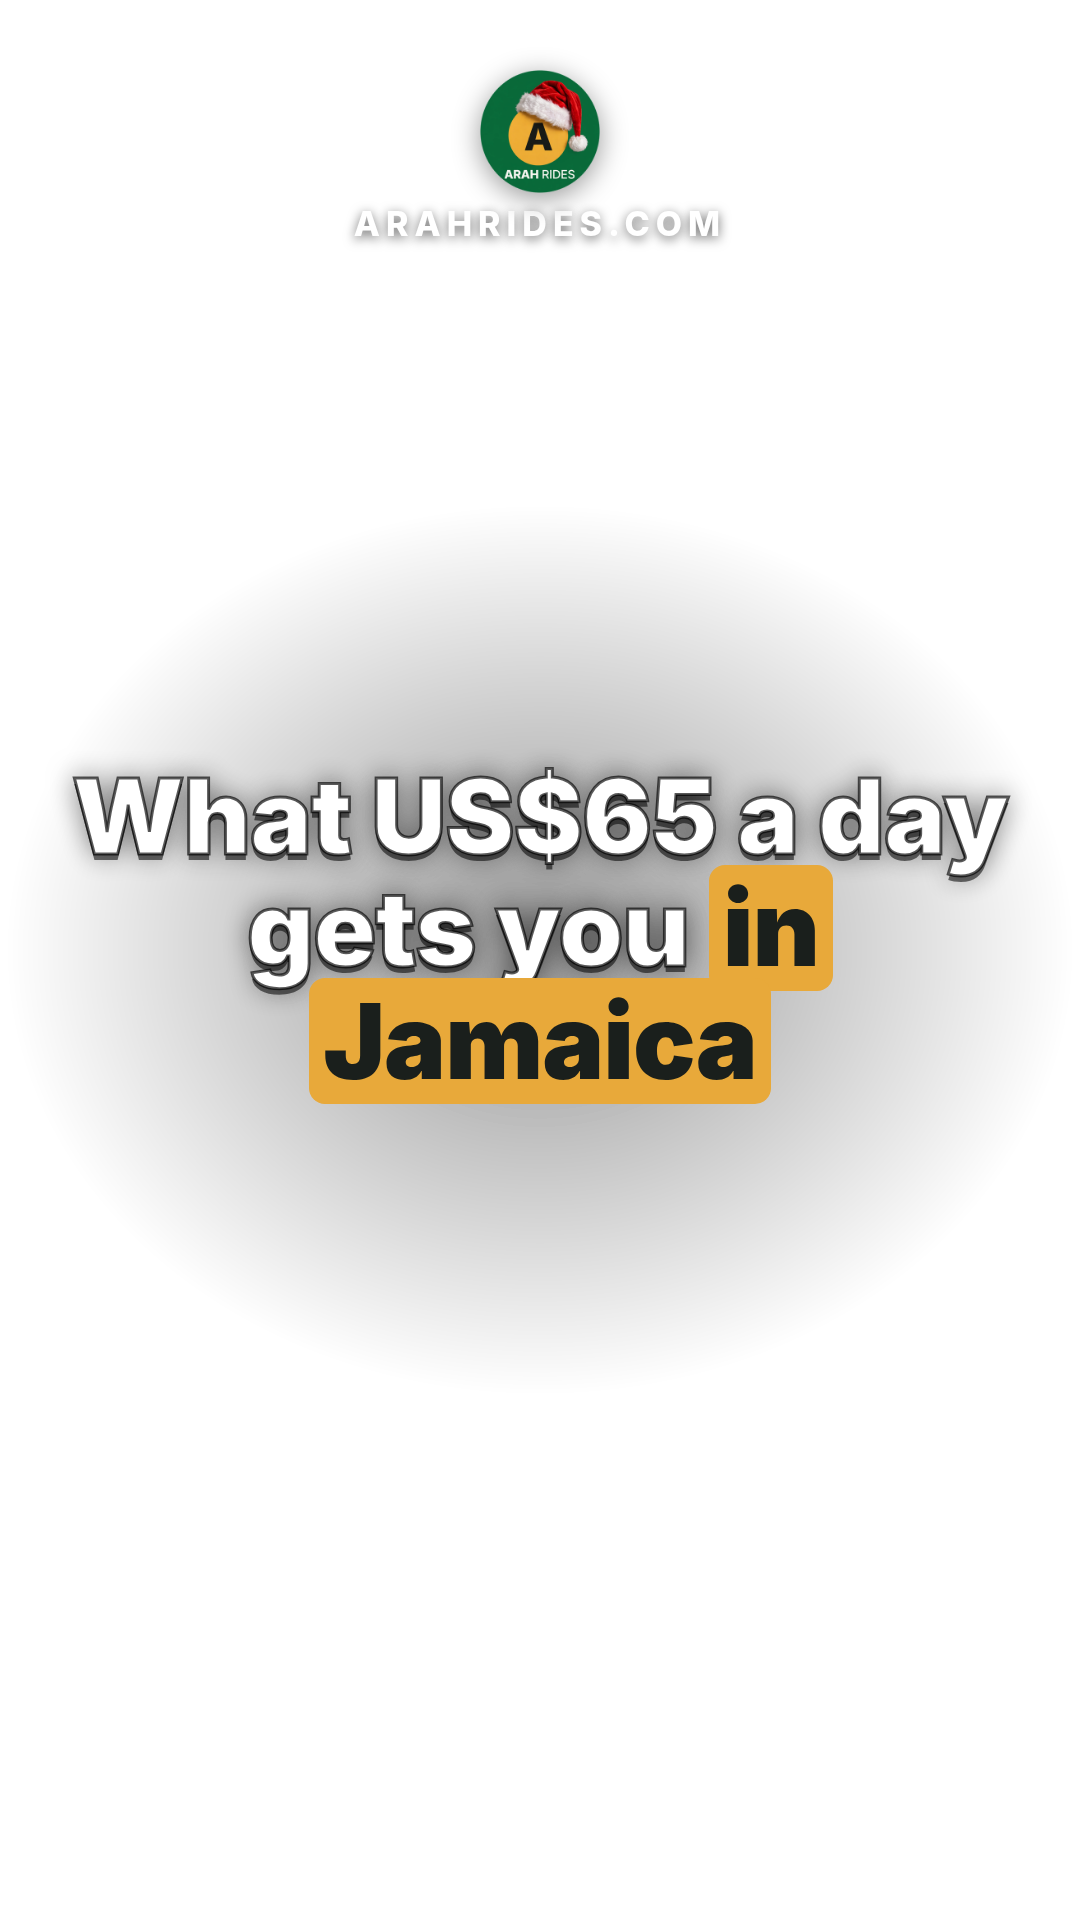 A
ARAH RIDES
ARAHRIDES.COM
What US$65 a day
gets you in
Jamaica